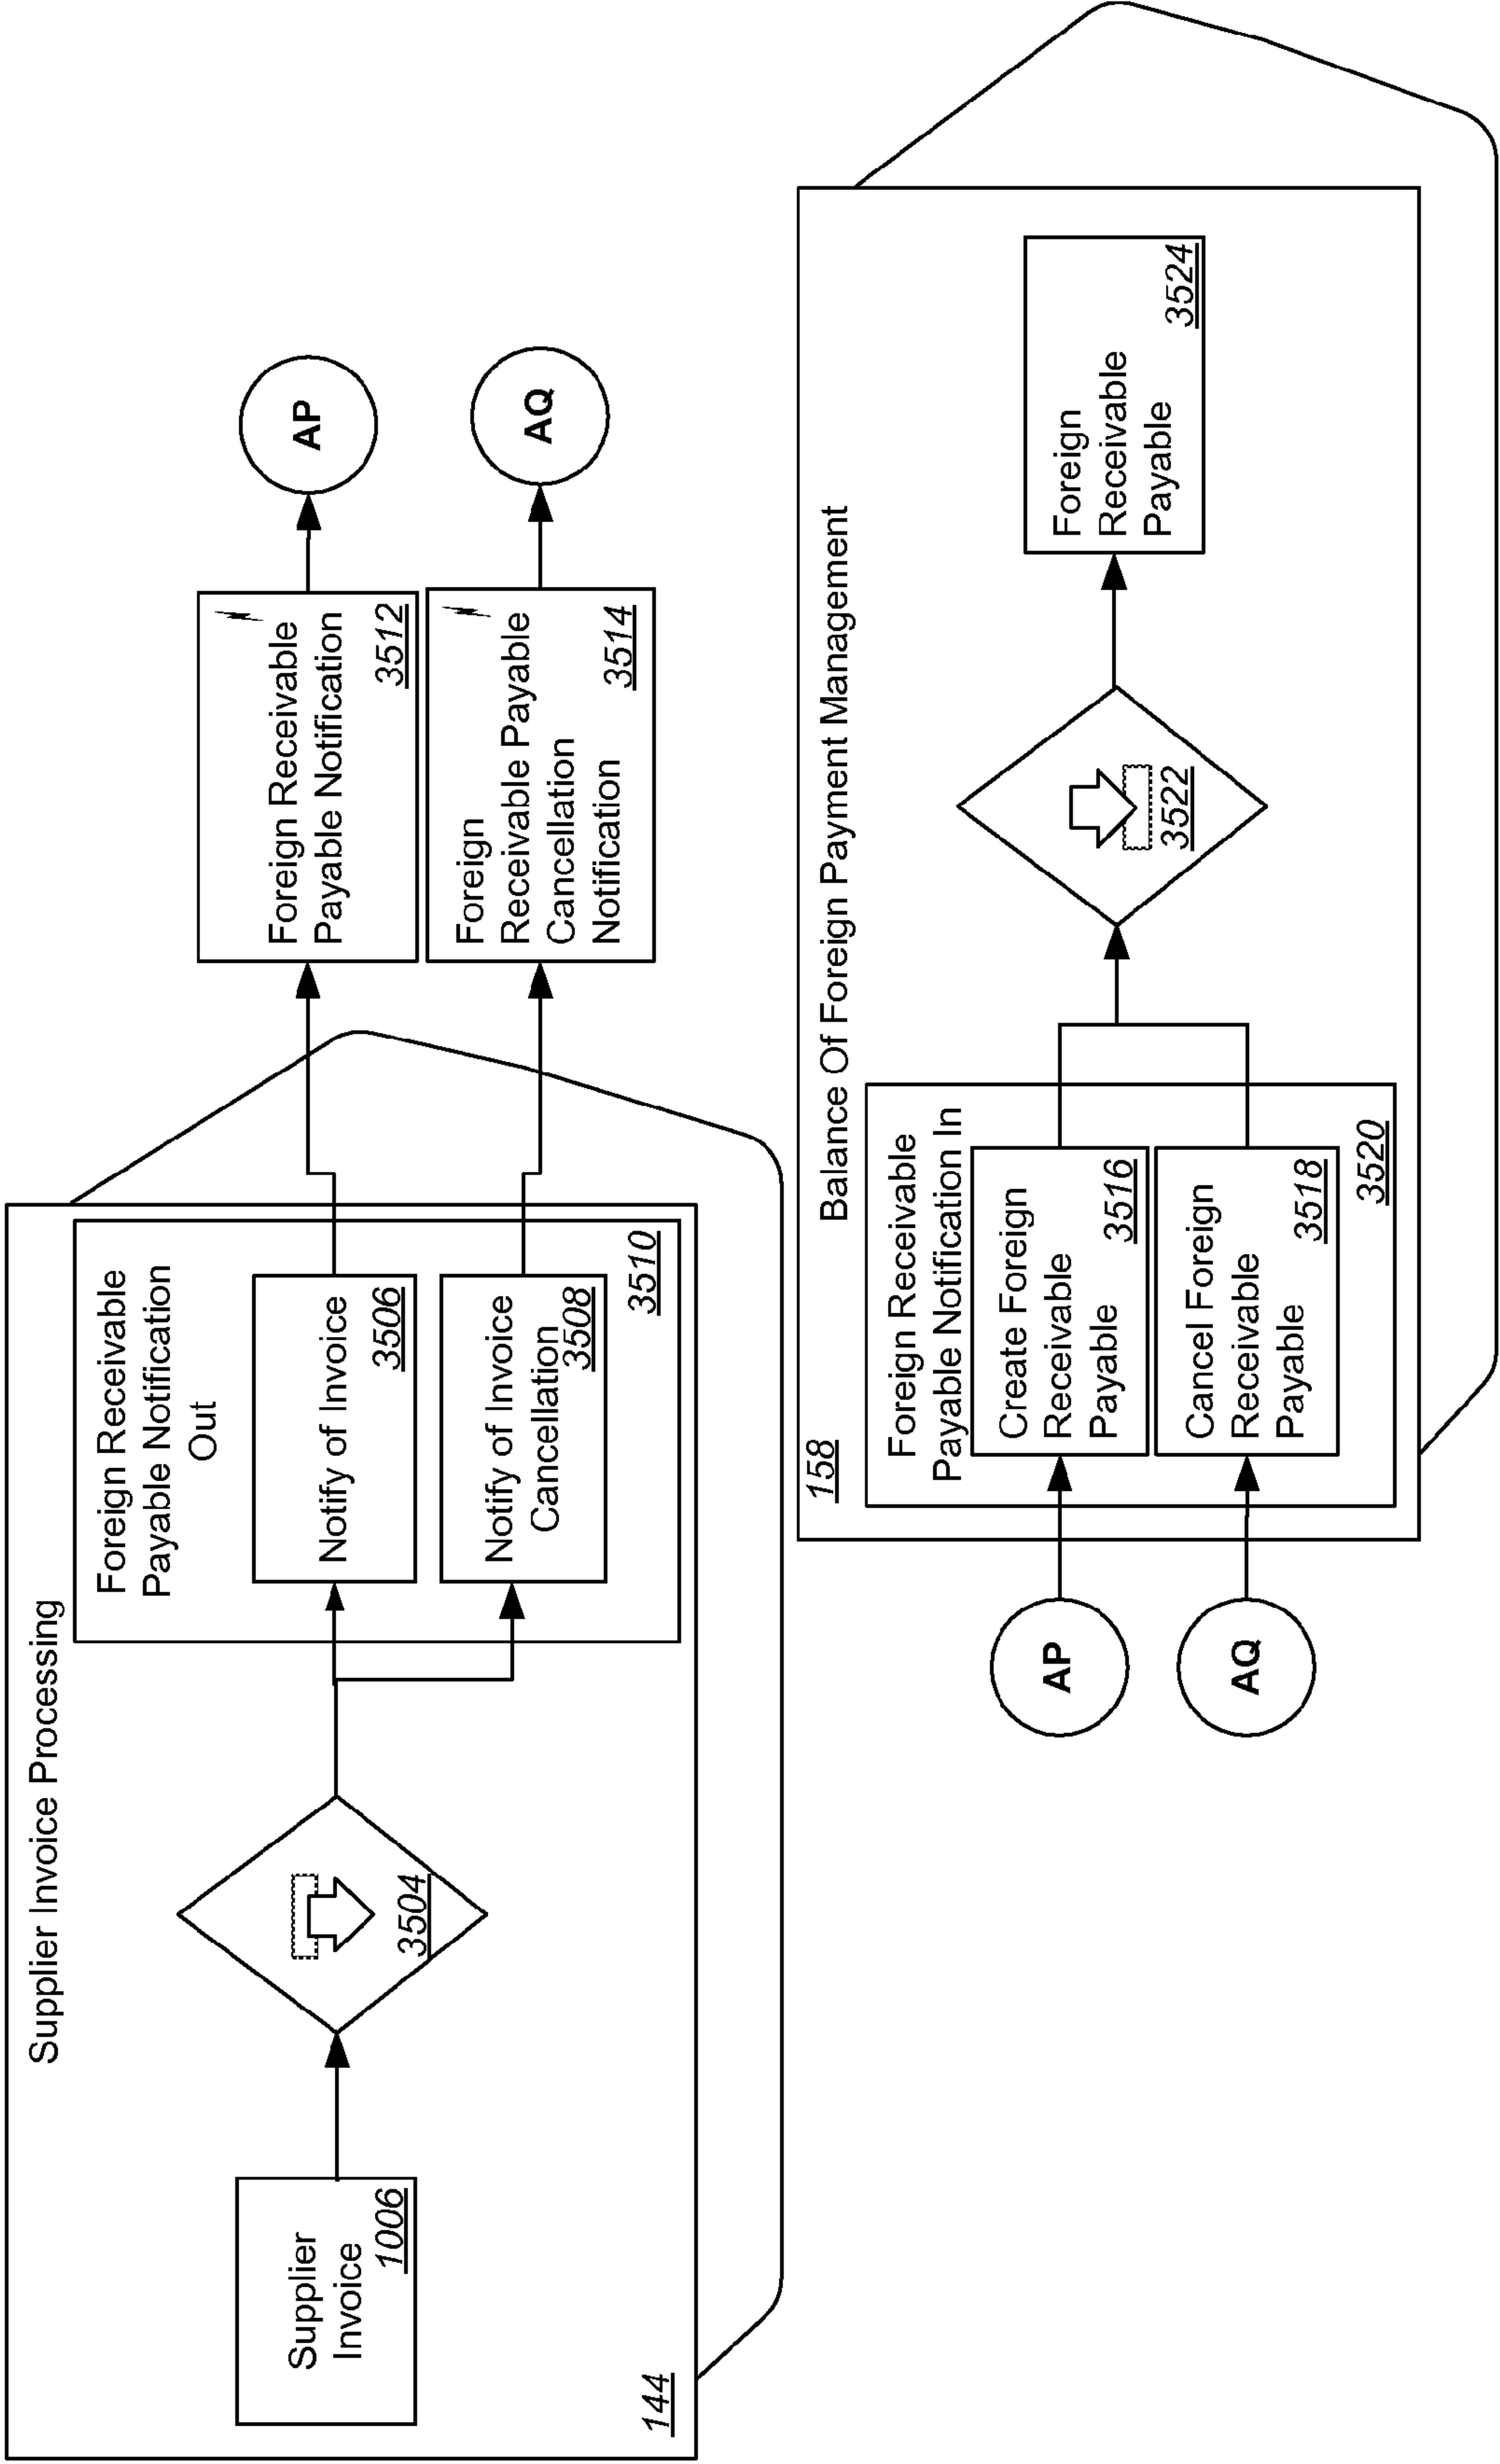 Supplier Invoice Processing
Supplier
Invoice
1006
144
3504
Foreign Receivable
Payable Notification
Out
Notify of Invoice
3506
Notify of Invoice
Cancellation
3508
3510
Foreign Receivable
Payable Notification
3512
Foreign
Receivable Payable
Cancellation
Notification
3514
AP
AQ
AP
AQ
Balance Of Foreign Payment Management
158
Foreign Receivable
Payable Notification In
Create Foreign
Receivable
Payable
3516
Cancel Foreign
Receivable
Payable
3518
3520
3522
Foreign
Receivable
Payable
3524